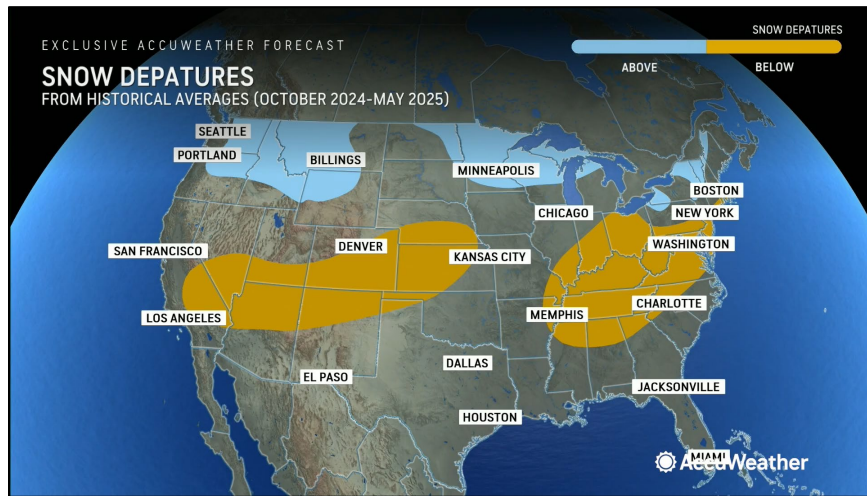 EXCLUSIVE ACCUWEATHER FORECAST
SNOW DEPATURES
FROM HISTORICAL AVERAGES (OCTOBER 2024-MAY 2025)
SNOW DEPATURES
ABOVE BELOW
SEATTLE
PORTLAND
BILLINGS
MINNEAPOLIS
BOSTON
CHICAGO
NEW YORK
SAN FRANCISCO
DENVER
KANSAS CITY
WASHINGTON
LOS ANGELES
MEMPHIS
CHARLOTTE
EL PASO
DALLAS
JACKSONVILLE
HOUSTON
MIAMI
AccuWeather